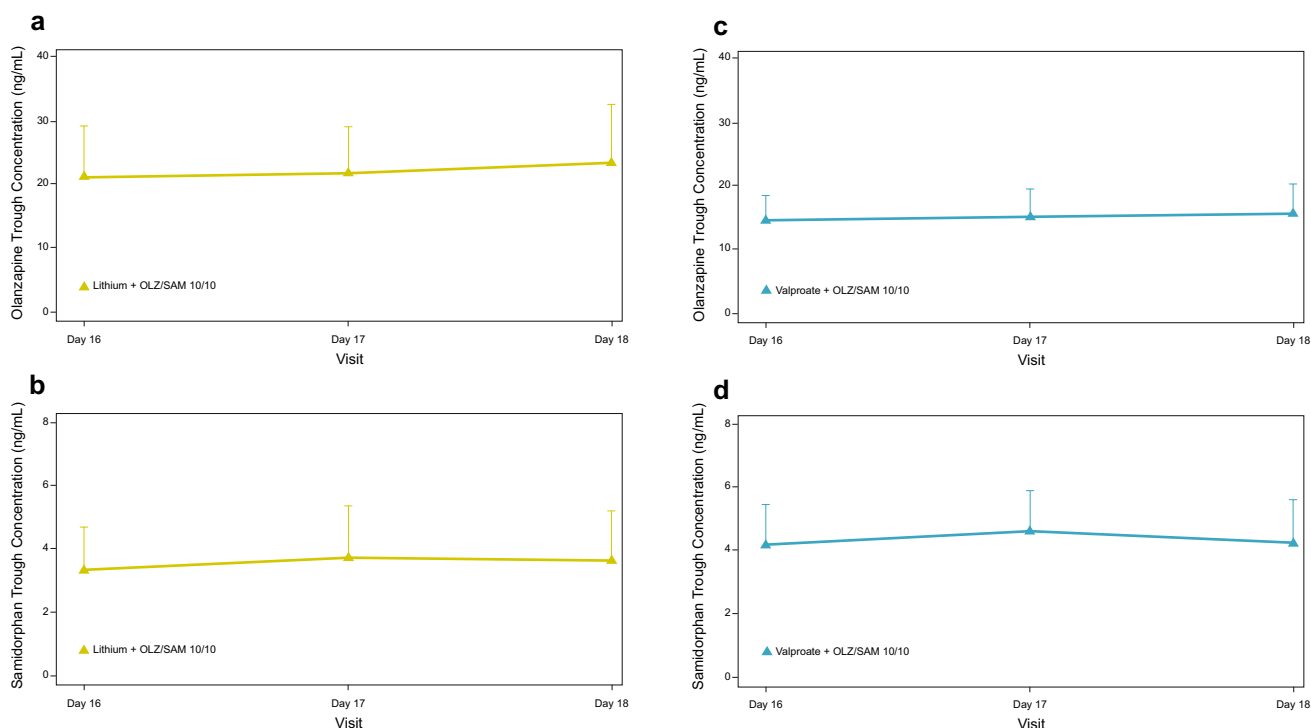 a
Olanzapine Trough Concentration (ng/mL)
40
30
20
10
0
Lithium + OLZ/SAM 10/10
Day 16
Day 17
Day 18
Visit
b
Samidorphan Trough Concentration (ng/mL)
8
6
4
2
0
Lithium + OLZ/SAM 10/10
Day 16
Day 17
Day 18
Visit
c
Olanzapine Trough Concentration (ng/mL)
40
30
20
10
0
Valproate + OLZ/SAM 10/10
Day 16
Day 17
Day 18
Visit
d
Samidorphan Trough Concentration (ng/mL)
8
6
4
2
0
Valproate + OLZ/SAM 10/10
Day 16
Day 17
Day 18
Visit